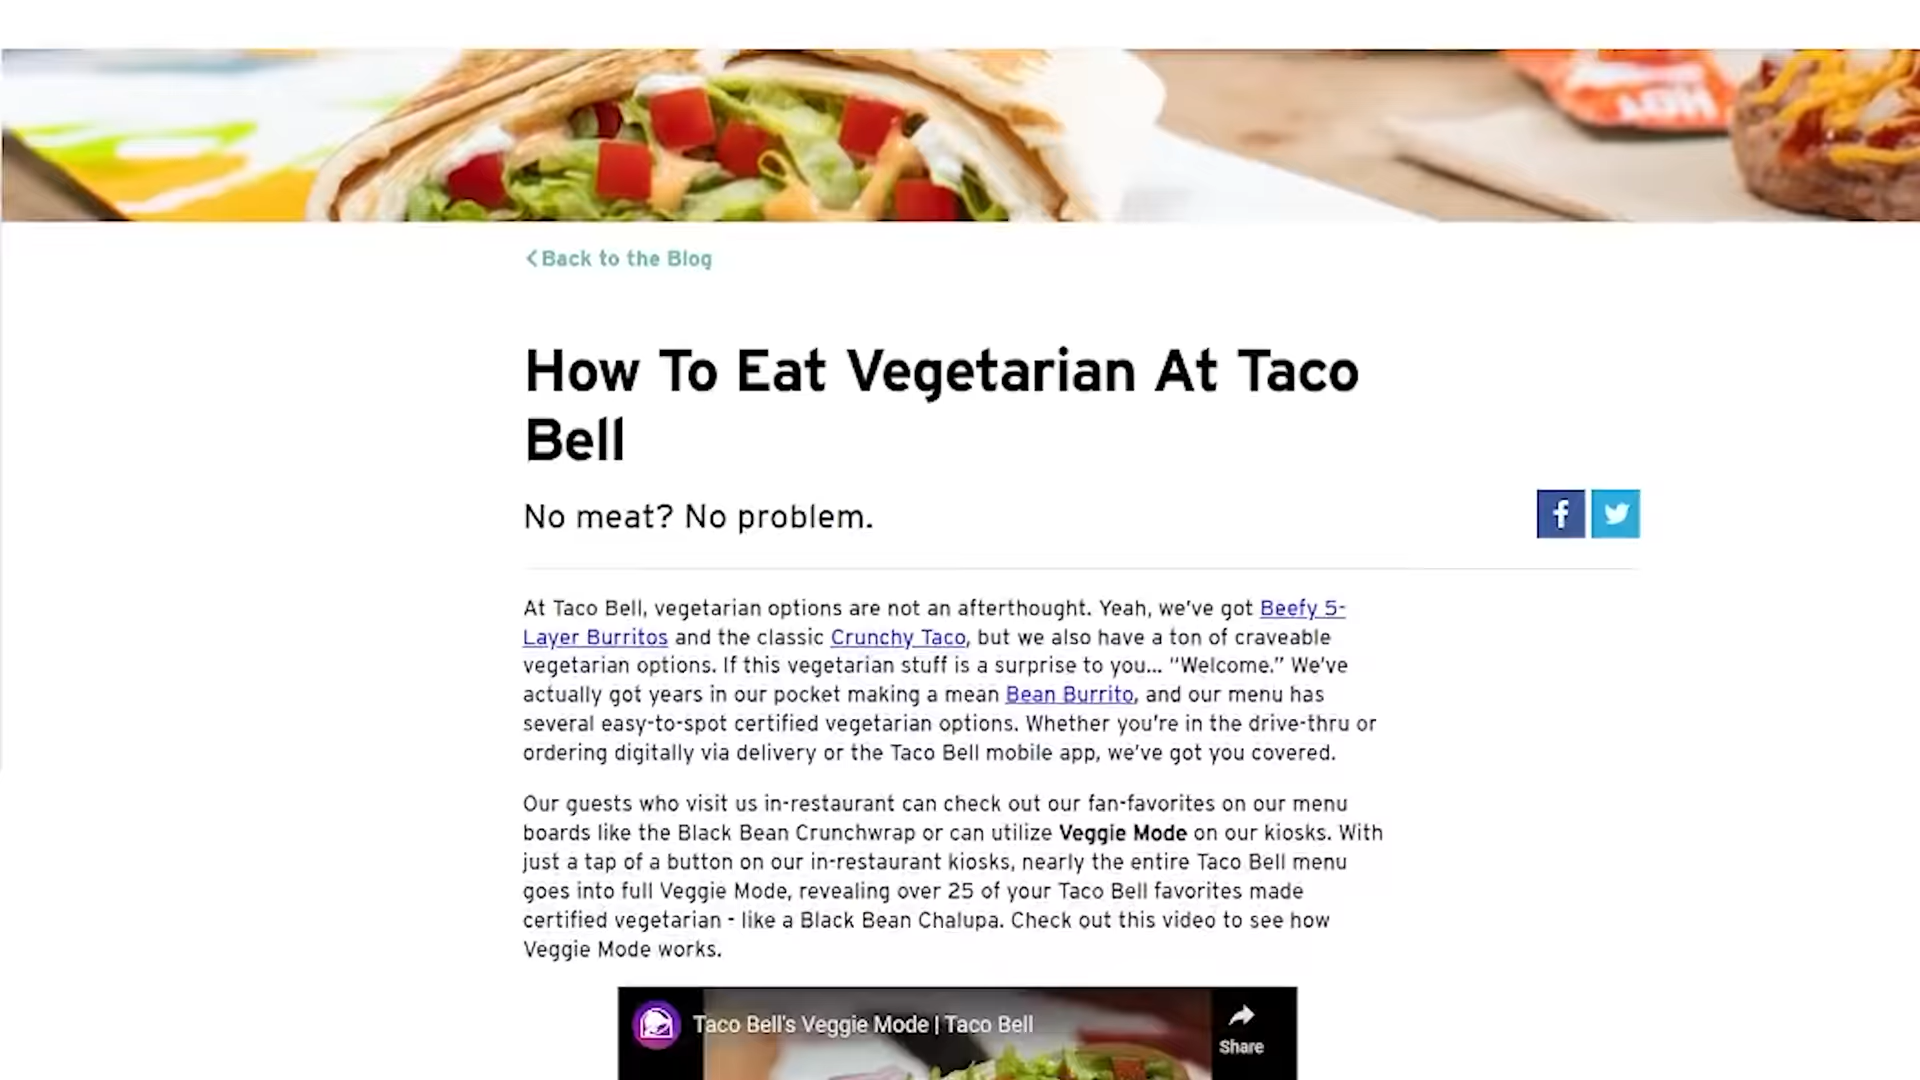 HOT
Back to the Blog
How To Eat Vegetarian At Taco
Bell
No meat? No problem.
At Taco Bell, vegetarian options are not an afterthought. Yeah, we’ve got Beefy 5-
Layer Burritos and the classic Crunchy Taco, but we also have a ton of craveable
vegetarian options. If this vegetarian stuff is a surprise to you... “Welcome.” We’ve
actually got years in our pocket making a mean Bean Burrito, and our menu has
several easy-to-spot certified vegetarian options. Whether you’re in the drive-thru or
ordering digitally via delivery or the Taco Bell mobile app, we’ve got you covered.
Our guests who visit us in-restaurant can check out our fan-favorites on our menu
boards like the Black Bean Crunchwrap or can utilize Veggie Mode on our kiosks. With
just a tap of a button on our in-restaurant kiosks, nearly the entire Taco Bell menu
goes into full Veggie Mode, revealing over 25 of your Taco Bell favorites made
certified vegetarian - like a Black Bean Chalupa. Check out this video to see how
Veggie Mode works.
Taco Bell's Veggie Mode | Taco Bell
Share